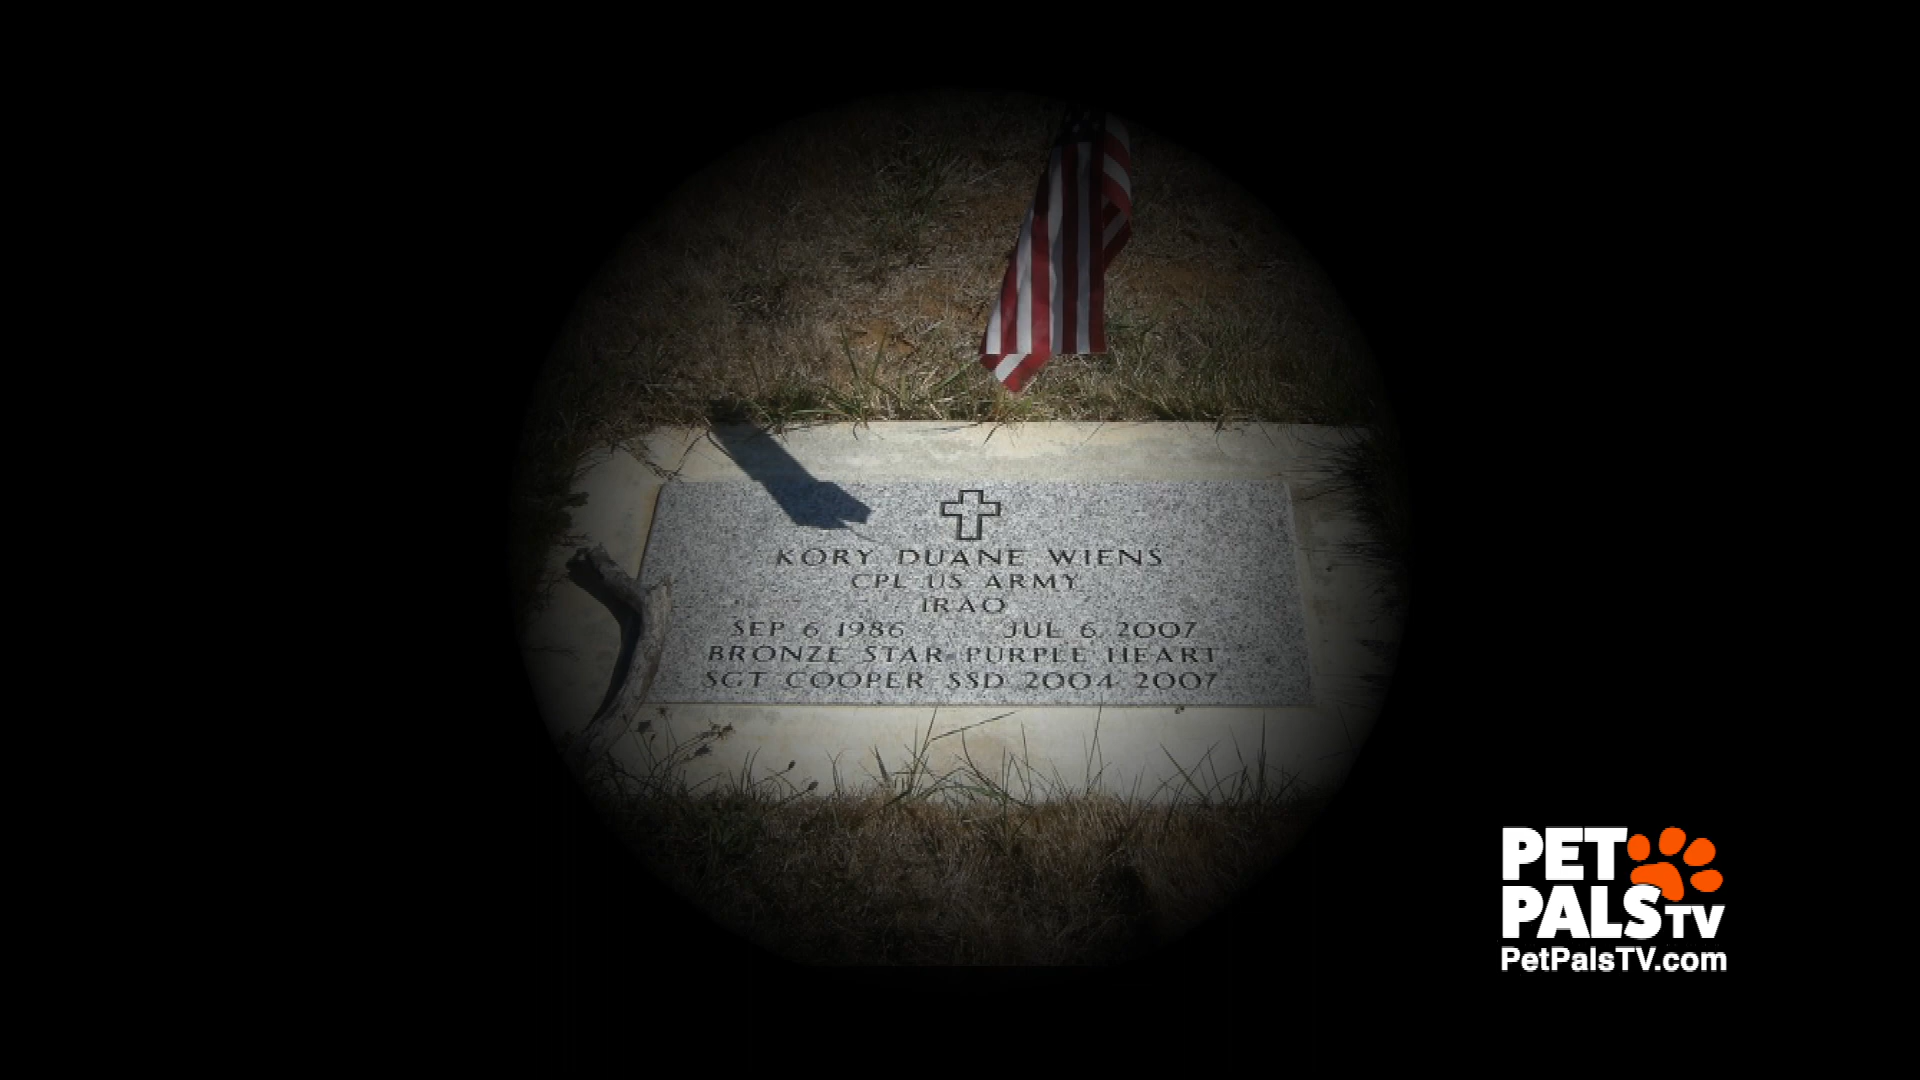 KORY DUANE WIENS
CPL US ARMY
IRAQ
SEP 6 1986 JUL 6 2007
BRONZE STAR PURPLE HEART
SGT COOPER SSD 2004 2007
PET
PALS TV
PetPalsTV.com